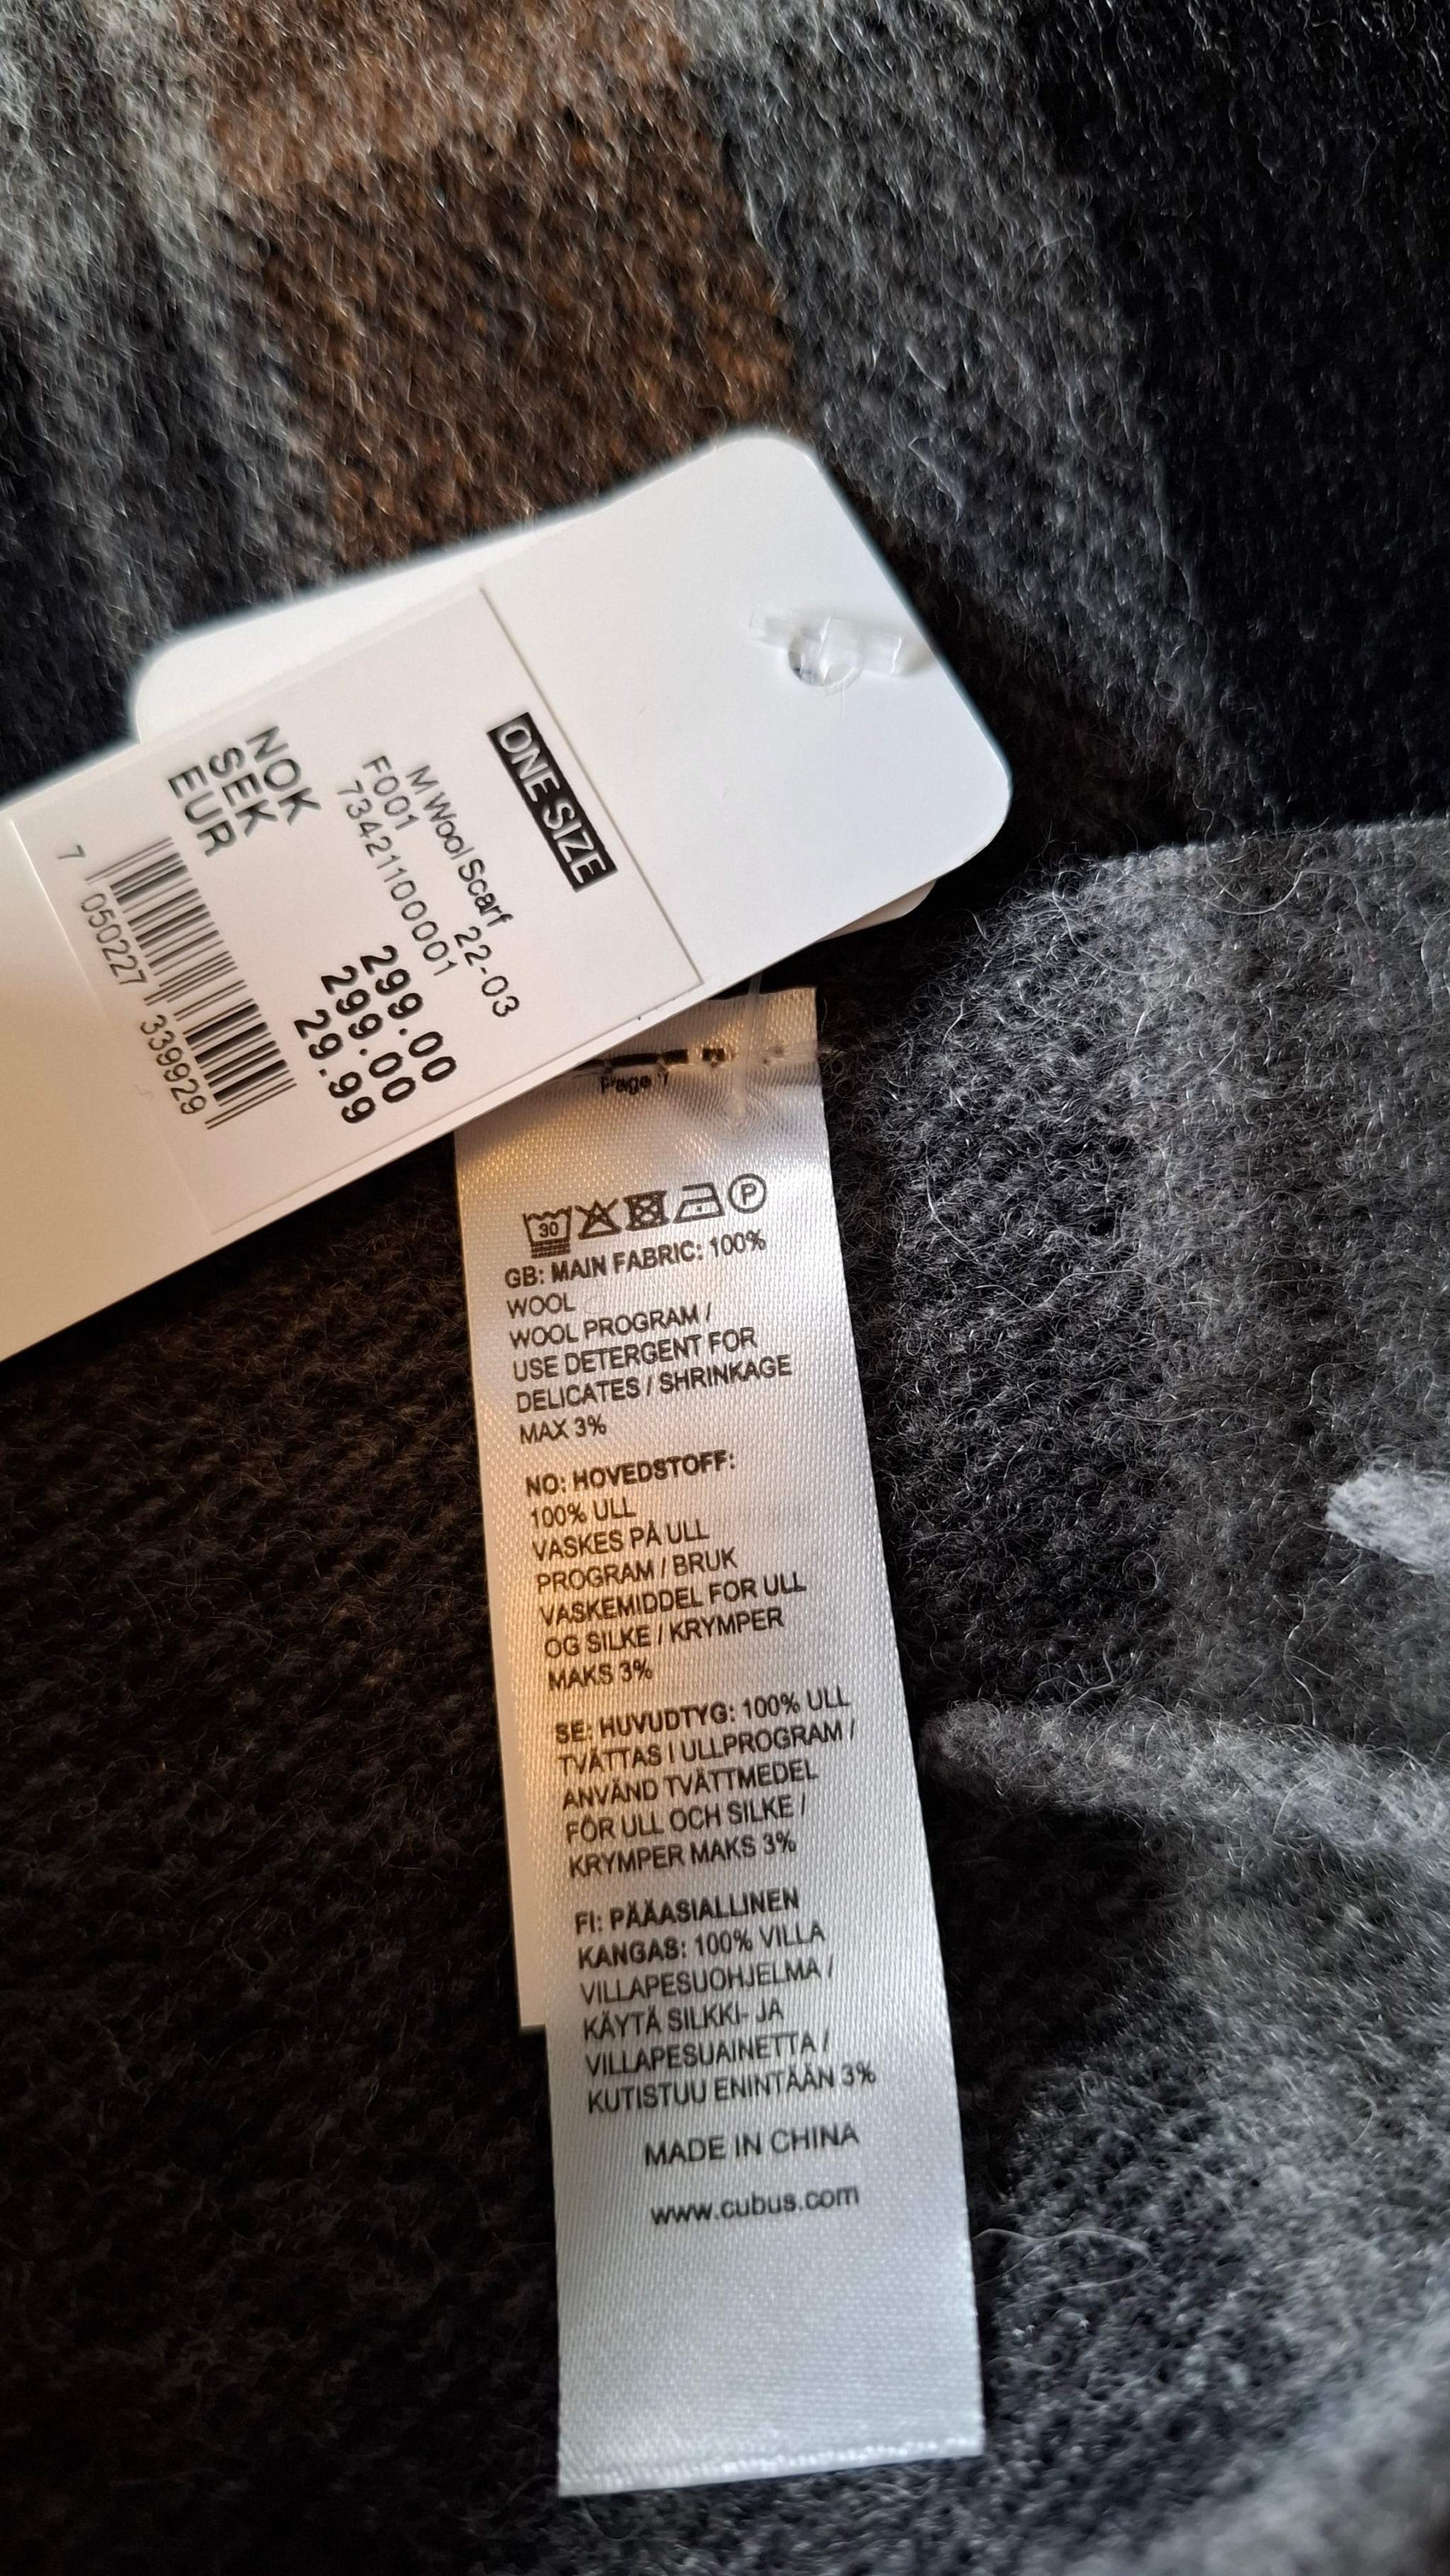 ONE SIZE
M Wool Scarf 22-03
F001
73421100001
NOK 299.00
SEK 299.00
EUR 29.99
7 050227 339929
Page 1
30
P
GB: MAIN FABRIC: 100%
WOOL
WOOL PROGRAM /
USE DETERGENT FOR
DELICATES / SHRINKAGE
MAX 3%
NO: HOVEDSTOFF:
100% ULL
VASKES PÅ ULL
PROGRAM / BRUK
VASKEMIDDEL FOR ULL
OG SILKE / KRYMPER
MAKS 3%
SE: HUVUDTYG: 100% ULL
TVÄTTAS I ULLPROGRAM /
ANVÄND TVÄTTMEDEL
FÖR ULL OCH SILKE /
KRYMPER MAKS 3%
FI: PÄÄASIALLINEN
KANGAS: 100% VILLA
VILLAPESUOHJELMA /
KÄYTÄ SILKKI- JA
VILLAPESUAINETTA /
KUTISTUU ENINTÄÄN 3%
MADE IN CHINA
www.cubus.com